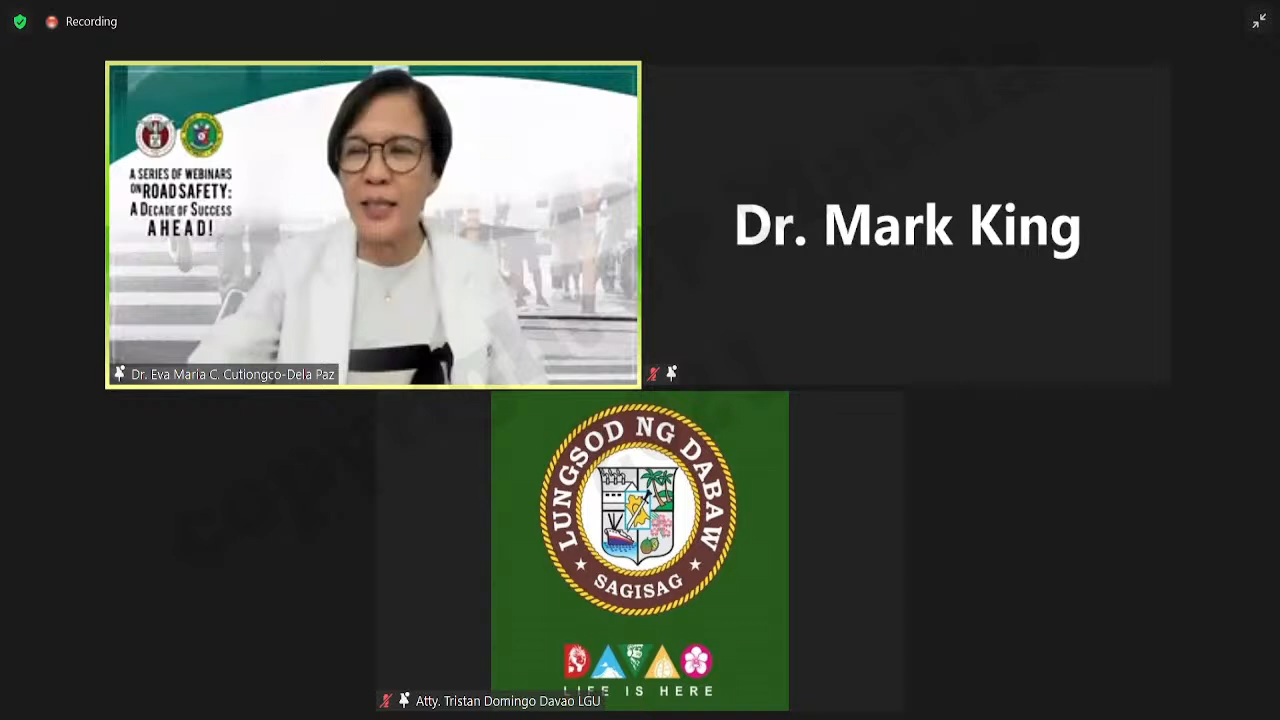 Recording
A SERIES OF WEBINARS
ON ROAD SAFETY:
A DECADE OF SUCCESS
AHEAD!
Dr. Eva Maria C. Cutiongco-Dela Paz
Dr. Mark King
LUNGSOD NG DABAW
SAGISAG
DAVAO
LIFE IS HERE
Atty. Tristan Domingo Davao LGU